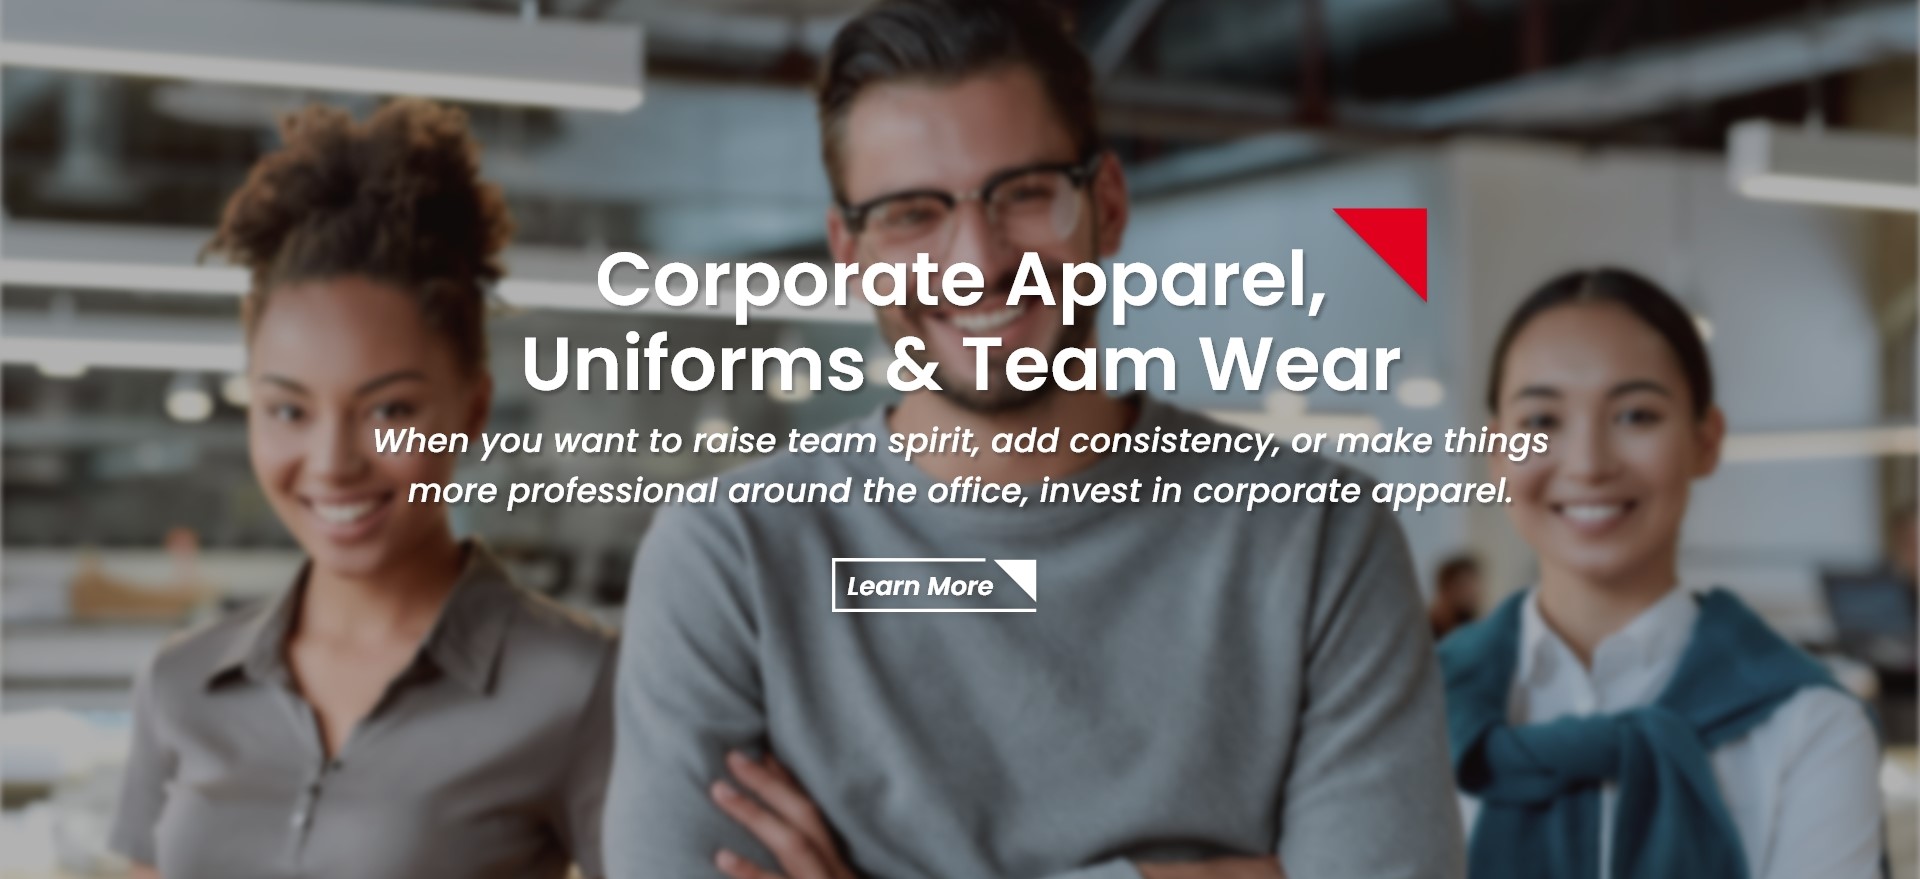 Corporate Apparel,
Uniforms & Team Wear
When you want to raise team spirit, add consistency, or make things
more professional around the office, invest in corporate apparel.
Learn More